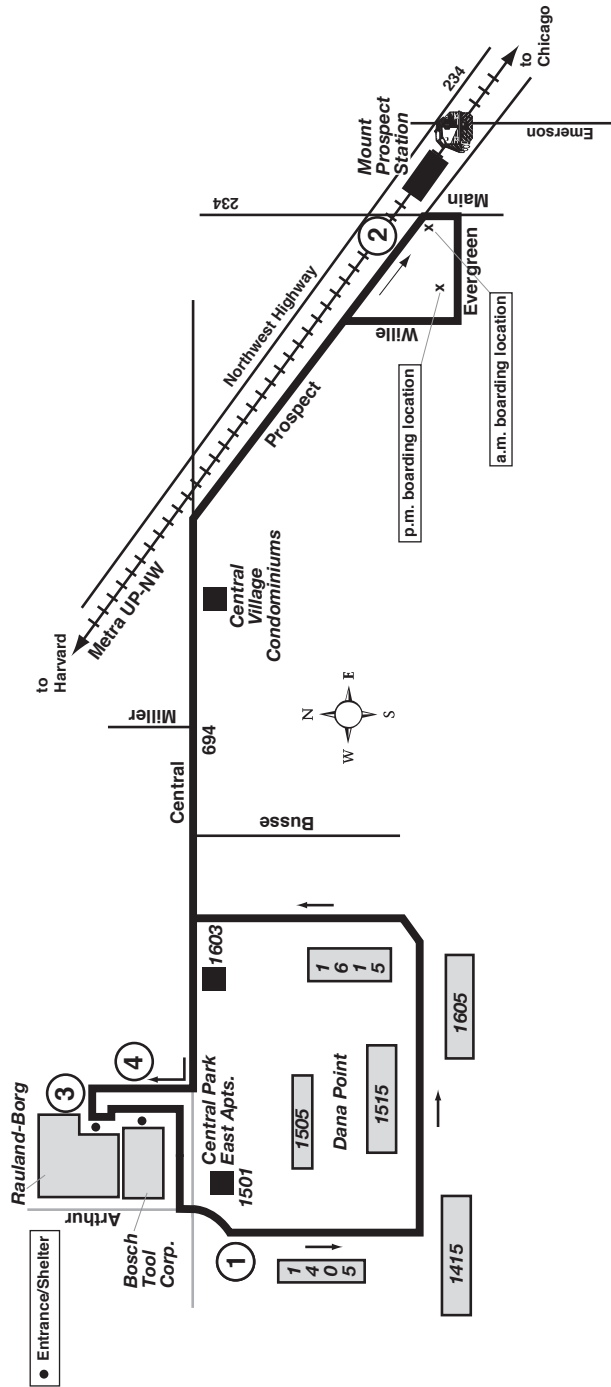 ● Entrance/Shelter
Rauland-Borg
Arthur
Bosch
Tool
Corp.
3
4
1
Central Park
East Apts.
1501
1603
1405
1505
Dana Point
1515
1615
1415
1605
Central
694
Miller
Busse
N
W
E
S
to
Harvard
Metra UP-NW
Central
Village
Condominiums
Northwest Highway
Prospect
234
2
Mount
Prospect
Station
234
to
Chicago
Wille
Evergreen
Main
Emerson
x
x
p.m. boarding location
a.m. boarding location